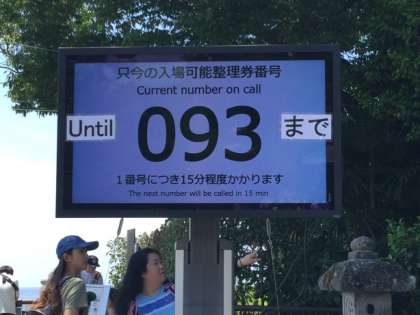 只今の入場可能整理券番号
Current number on call
Until 093 まで
1番号につき15分程度かかります
The next number will be called in 15 min